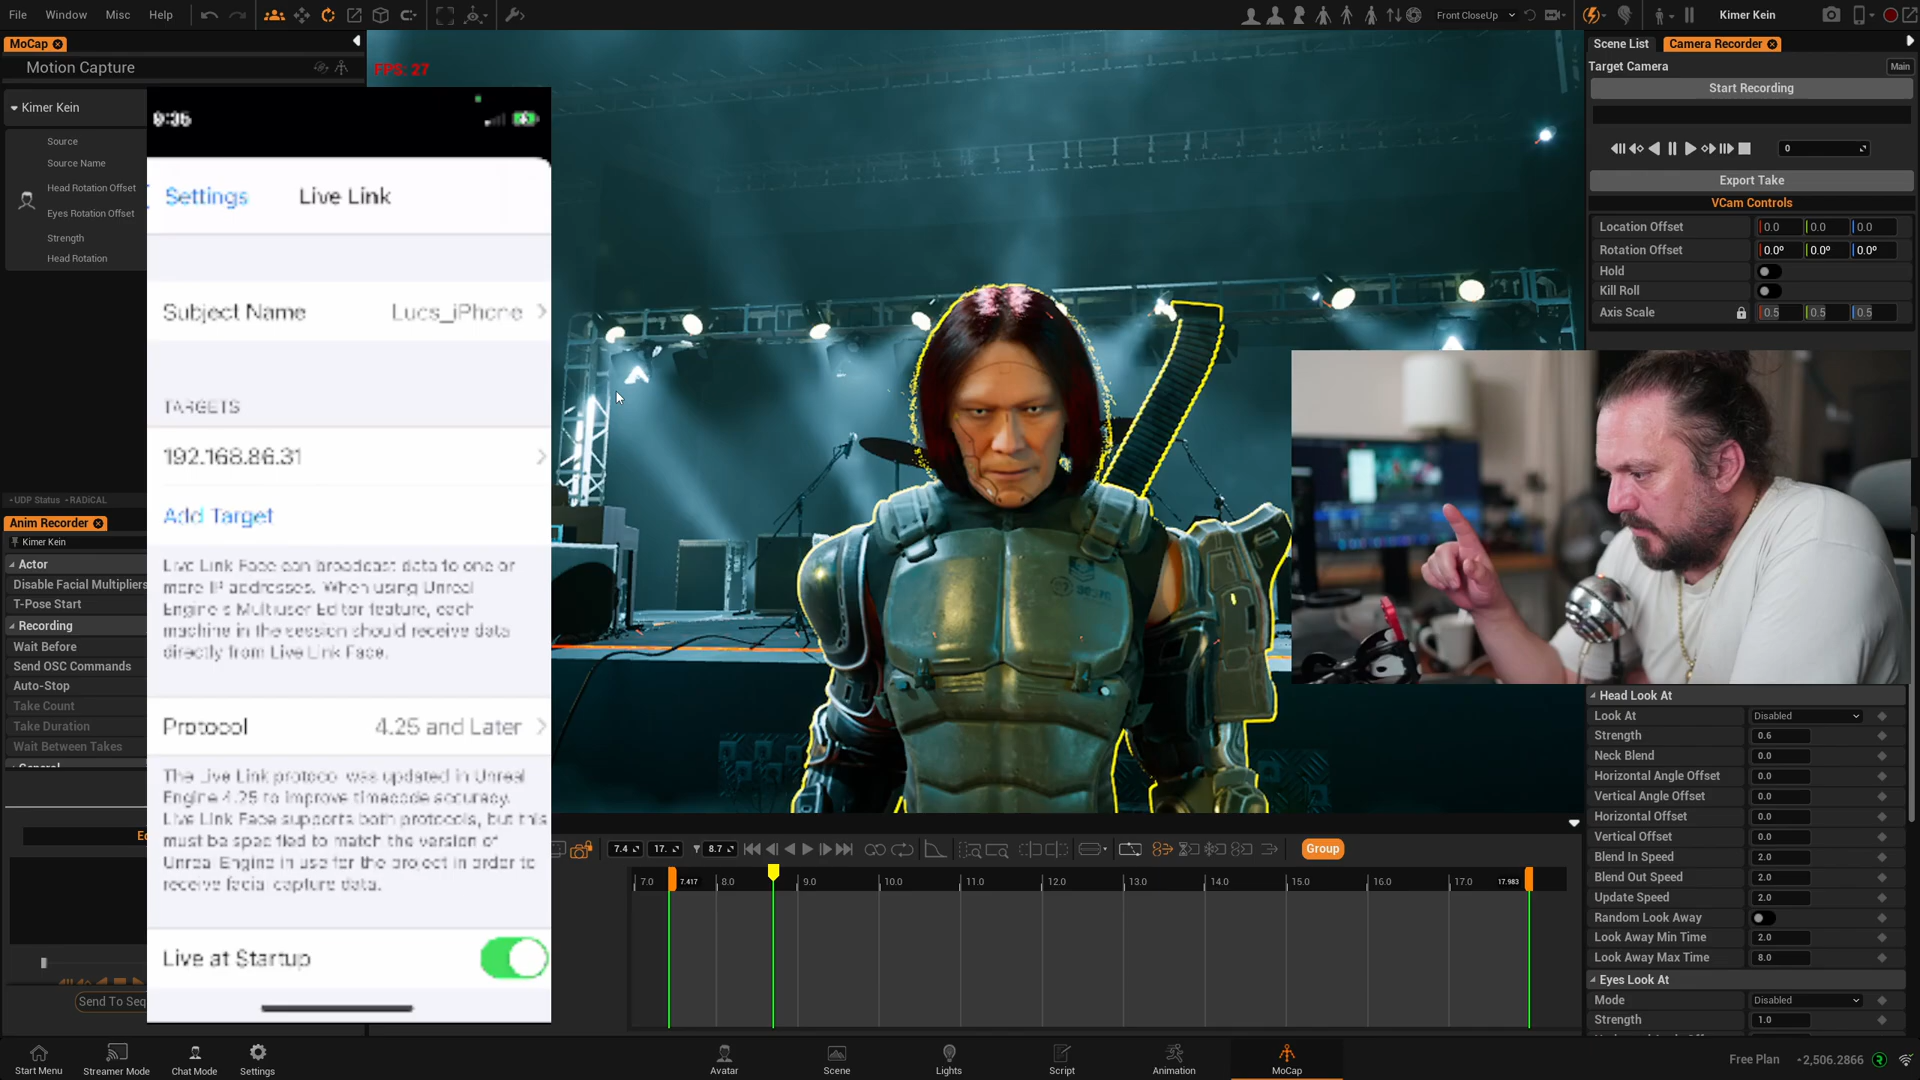 File Window Misc Help
Front CloseUp
Kimer Kein
MoCap
Motion Capture
FPS: 27
Kimer Kein
Source
Source Name
Head Rotation Offset
Eyes Rotation Offset
Strength
Head Rotation
UDP Status RADiCAL
Anim Recorder
Kimer Kein
Actor
Disable Facial Multipliers
T-Pose Start
Recording
Wait Before
Send OSC Commands
Auto-Stop
Take Count
Take Duration
Wait Between Takes
General
Send To Seq
9:35
Settings Live Link
Subject Name Lucs_iPhone
TARGETS
192.168.86.31
Add Target
Live Link Face can broadcast data to one or
more IP addresses. When using Unreal
Engine's Multiuser Editor feature, each
machine in the session should receive data
directly from Live Link Face.
Protocol 4.25 and Later
The Live Link protocol was updated in Unreal
Engine 4.25 to improve timecode accuracy.
Live Link Face supports both protocols, but this
must be specified to match the version of
Unreal Engine in use for the project in order to
receive facial capture data.
Live at Startup
Scene List Camera Recorder
Target Camera Main
Start Recording
0
Export Take
VCam Controls
Location Offset 0.0 0.0 0.0
Rotation Offset 0.0° 0.0° 0.0°
Hold
Kill Roll
Axis Scale 0.5 0.5 0.5
Head Look At
Look At Disabled
Strength 0.6
Neck Blend 0.0
Horizontal Angle Offset 0.0
Vertical Angle Offset 0.0
Horizontal Offset 0.0
Vertical Offset 0.0
Blend In Speed 2.0
Blend Out Speed 2.0
Update Speed 2.0
Random Look Away
Look Away Min Time 2.0
Look Away Max Time 8.0
Eyes Look At
Mode Disabled
Strength 1.0
7.4 17. 8.7 Group
7.0 7.417 8.0 9.0 10.0 11.0 12.0 13.0 14.0 15.0 16.0 17.0 17.983
Start Menu Streamer Mode Chat Mode Settings
Avatar Scene Lights Script Animation MoCap
Free Plan 2,506.2866